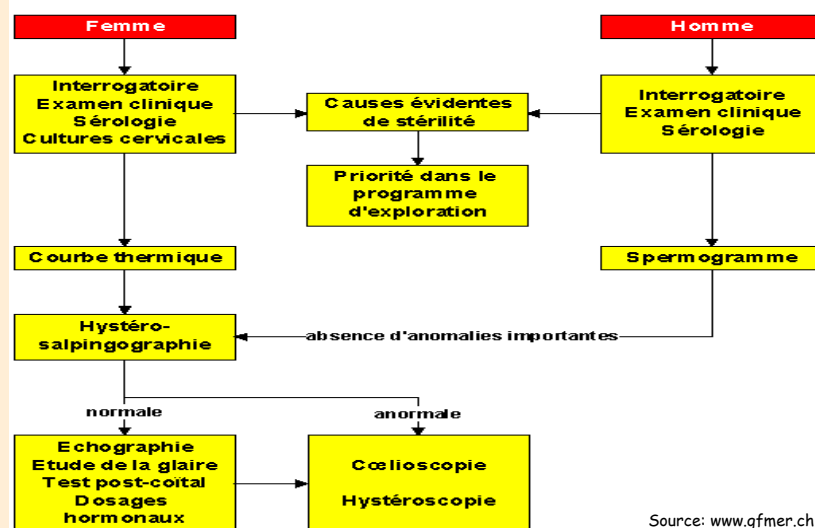 Femme
Homme
Interrogatoire
Examen clinique
Sérologie
Cultures cervicales
Causes évidentes
de stérilité
Interrogatoire
Examen clinique
Sérologie
Priorité dans le
programme
d'exploration
Courbe thermique
Spermogramme
Hystéro-
salpingographie
absence d'anomalies importantes
normale
anormale
Echographie
Etude de la glaire
Test post-coïtal
Dosages
hormonaux
Cœlioscopie
Hystéroscopie
Source: www.gfmer.ch